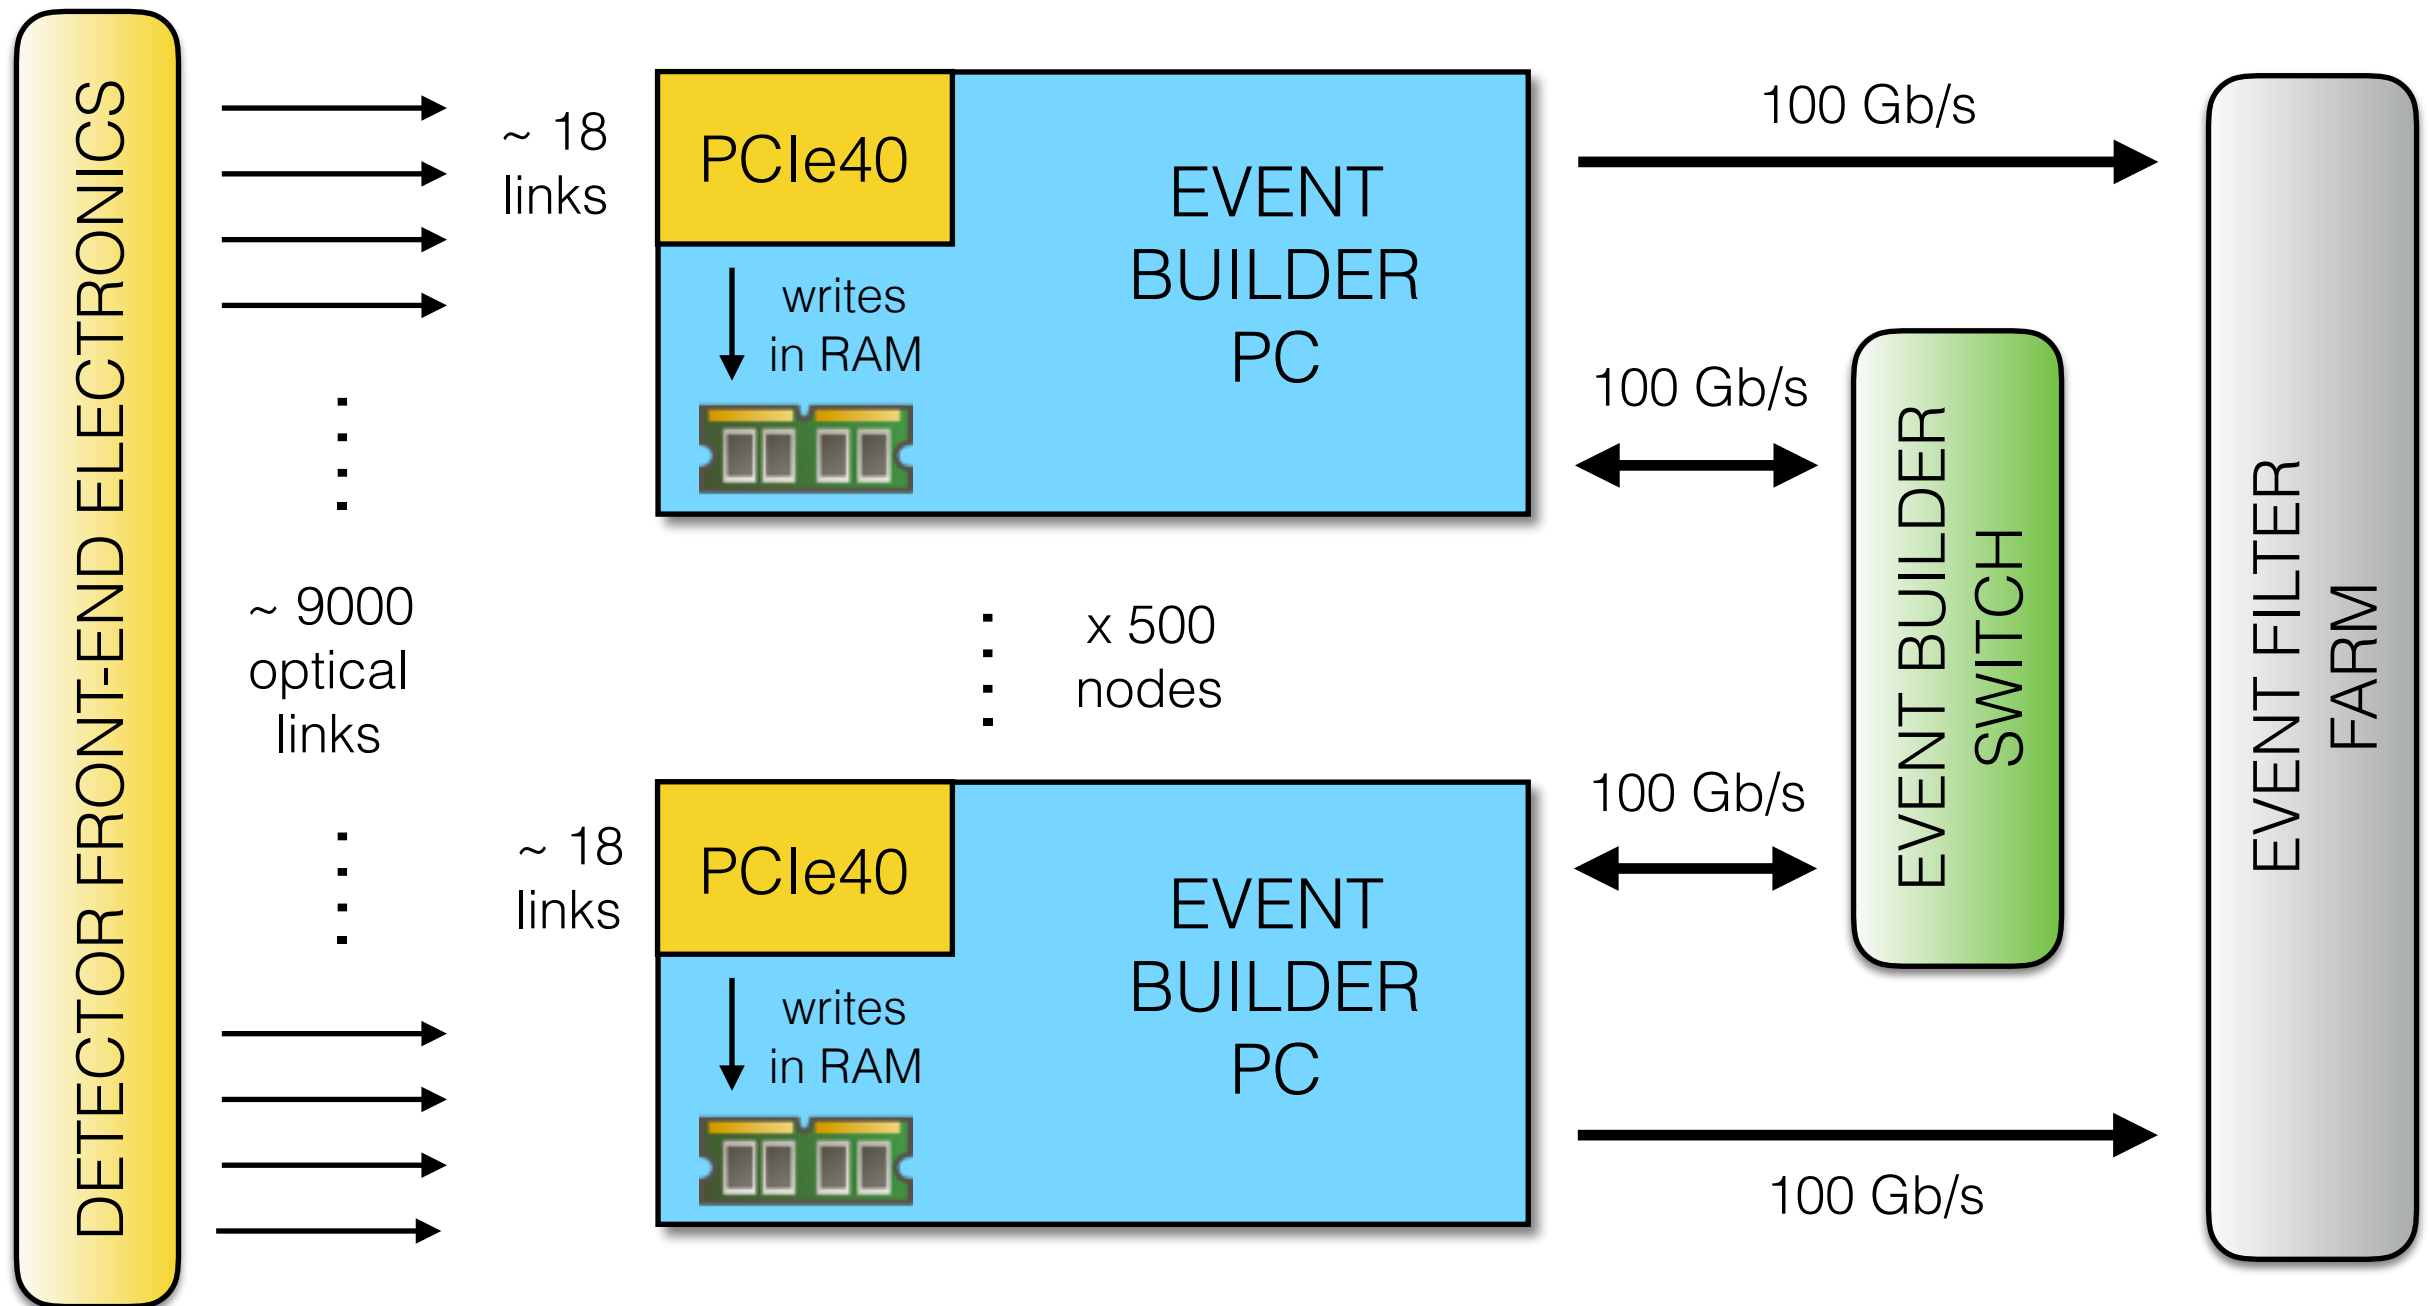 DETECTOR FRONT-END ELECTRONICS
~ 18
links
~ 9000
optical
links
~ 18
links
PCIe40
writes
in RAM
EVENT
BUILDER
PC
x 500
nodes
PCIe40
writes
in RAM
EVENT
BUILDER
PC
100 Gb/s
100 Gb/s
100 Gb/s
100 Gb/s
EVENT BUILDER
SWITCH
EVENT FILTER
FARM